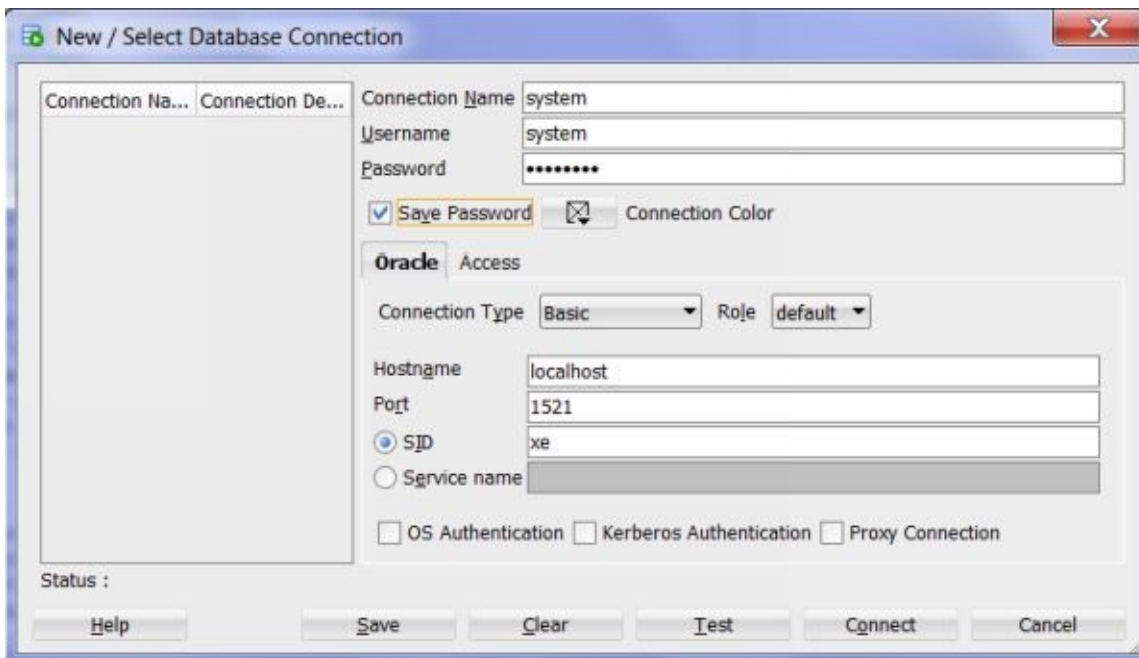 New / Select Database Connection
Connection Na... Connection De...
Connection Name system
Username system
Password ••••••••
Save Password Connection Color
Oracle Access
Connection Type Basic Role default
Hostname localhost
Port 1521
SID xe
Service name
OS Authentication Kerberos Authentication Proxy Connection
Status :
Help Save Clear Test Connect Cancel